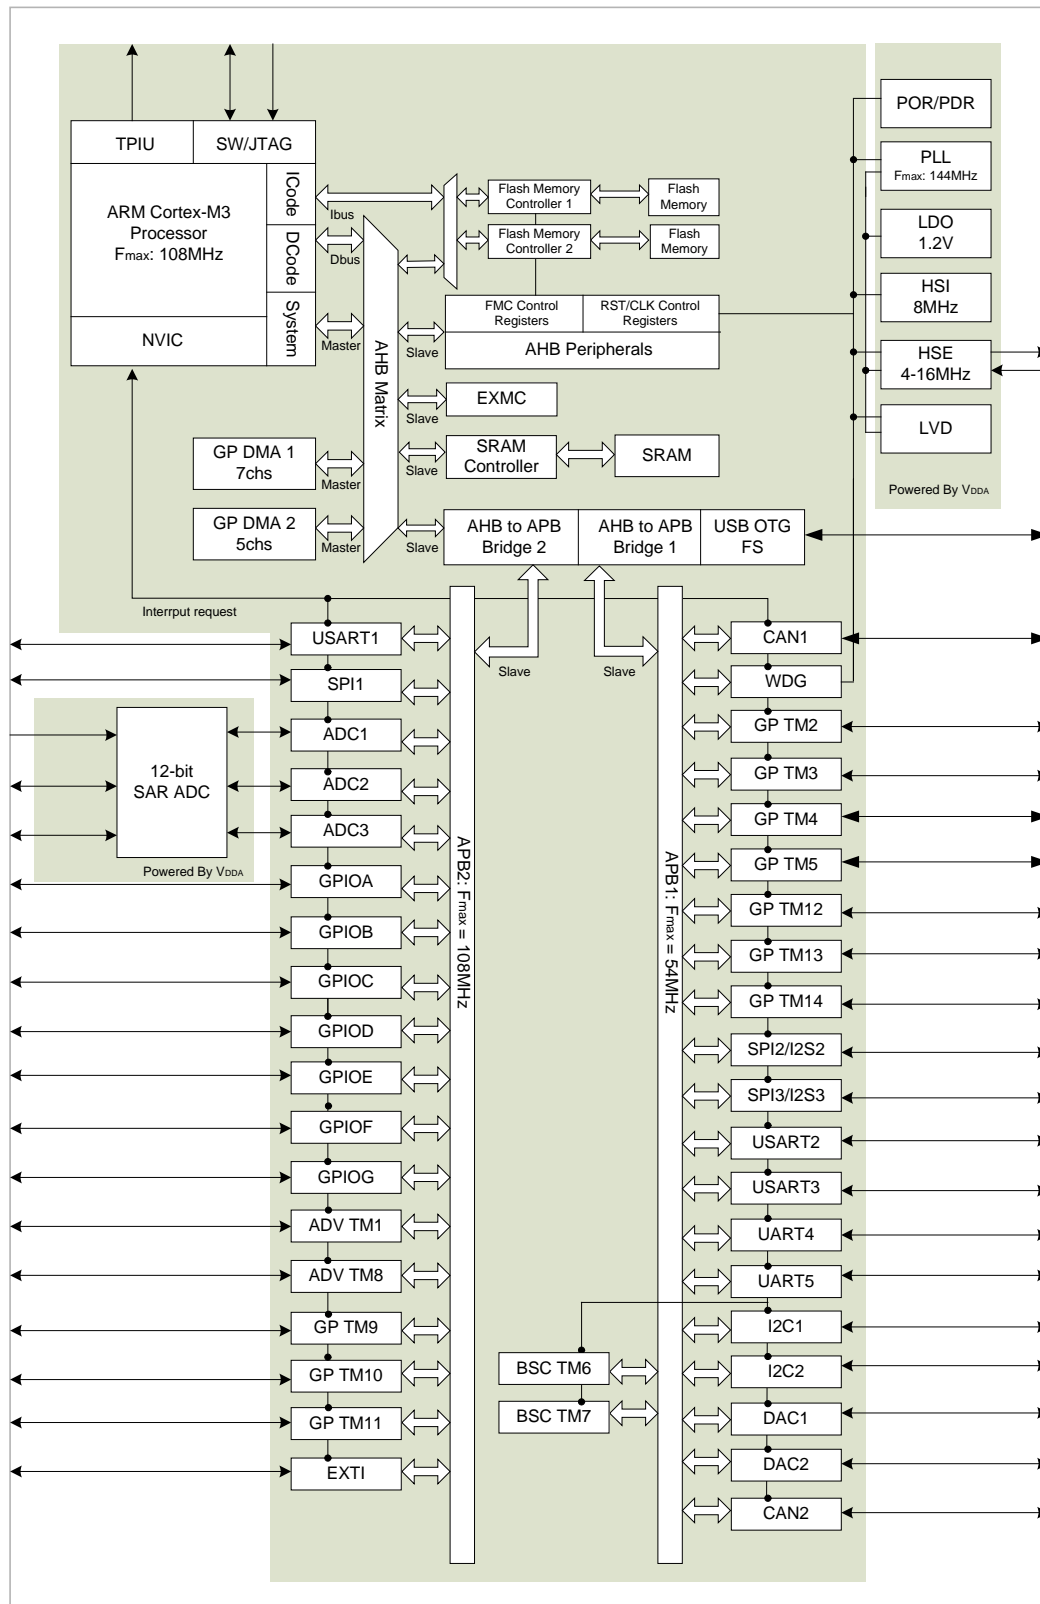 TPIU
SW/JTAG
ARM Cortex-M3
Processor
Fmax: 108MHz
ICode
DCode
System
NVIC
Ibus
Dbus
Master
AHB Matrix
Flash Memory
Controller 1
Flash
Memory
Flash Memory
Controller 2
Flash
Memory
FMC Control
Registers
RST/CLK Control
Registers
AHB Peripherals
Slave
EXMC
Slave
SRAM
Controller
SRAM
Slave
GP DMA 1
7chs
Master
GP DMA 2
5chs
Master
Slave
AHB to APB
Bridge 2
AHB to APB
Bridge 1
USB OTG
FS
POR/PDR
PLL
Fmax: 144MHz
LDO
1.2V
HSI
8MHz
HSE
4-16MHz
LVD
Powered By VDDA
Interrput request
Slave
Slave
12-bit
SAR ADC
Powered By VDDA
USART1
SPI1
ADC1
ADC2
ADC3
GPIOA
GPIOB
GPIOC
GPIOD
GPIOE
GPIOF
GPIOG
ADV TM1
ADV TM8
GP TM9
GP TM10
GP TM11
EXTI
APB2: Fmax = 108MHz
BSC TM6
BSC TM7
APB1: Fmax = 54MHz
CAN1
WDG
GP TM2
GP TM3
GP TM4
GP TM5
GP TM12
GP TM13
GP TM14
SPI2/I2S2
SPI3/I2S3
USART2
USART3
UART4
UART5
I2C1
I2C2
DAC1
DAC2
CAN2